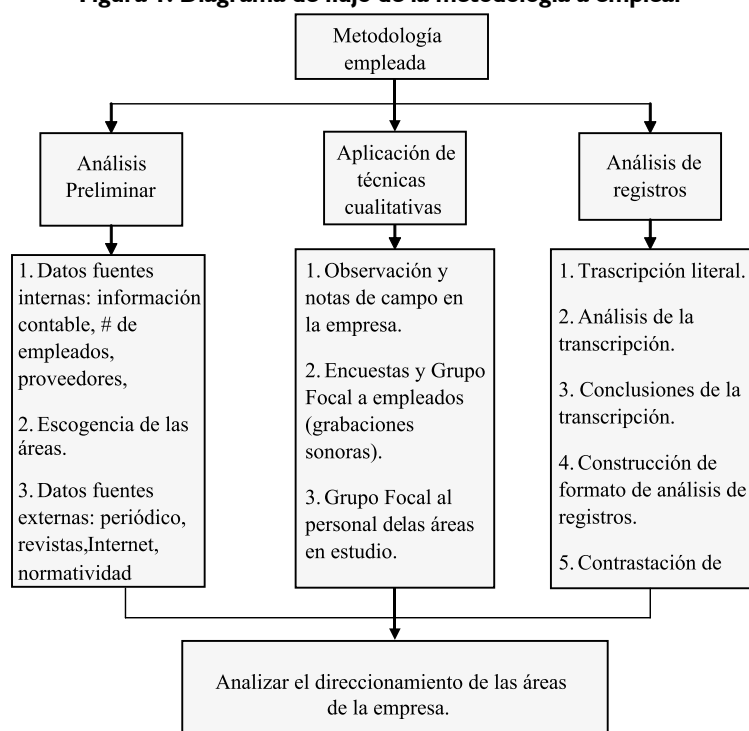 Figura 1. Diagrama de flujo de la metodología a emplear
Metodología
empleada
Análisis
Preliminar
Aplicación de
técnicas
cualitativas
Análisis de
registros
1. Datos fuentes
internas: información
contable, # de
empleados,
proveedores,
2. Escogencia de las
áreas.
3. Datos fuentes
externas: periódico,
revistas,Internet,
normatividad
1. Observación y
notas de campo en
la empresa.
2. Encuestas y Grupo
Focal a empleados
(grabaciones
sonoras).
3. Grupo Focal al
personal delas áreas
en estudio.
1. Trascripción literal.
2. Análisis de la
transcripción.
3. Conclusiones de la
transcripción.
4. Construcción de
formato de análisis de
registros.
5. Contrastación de
Analizar el direccionamiento de las áreas
de la empresa.